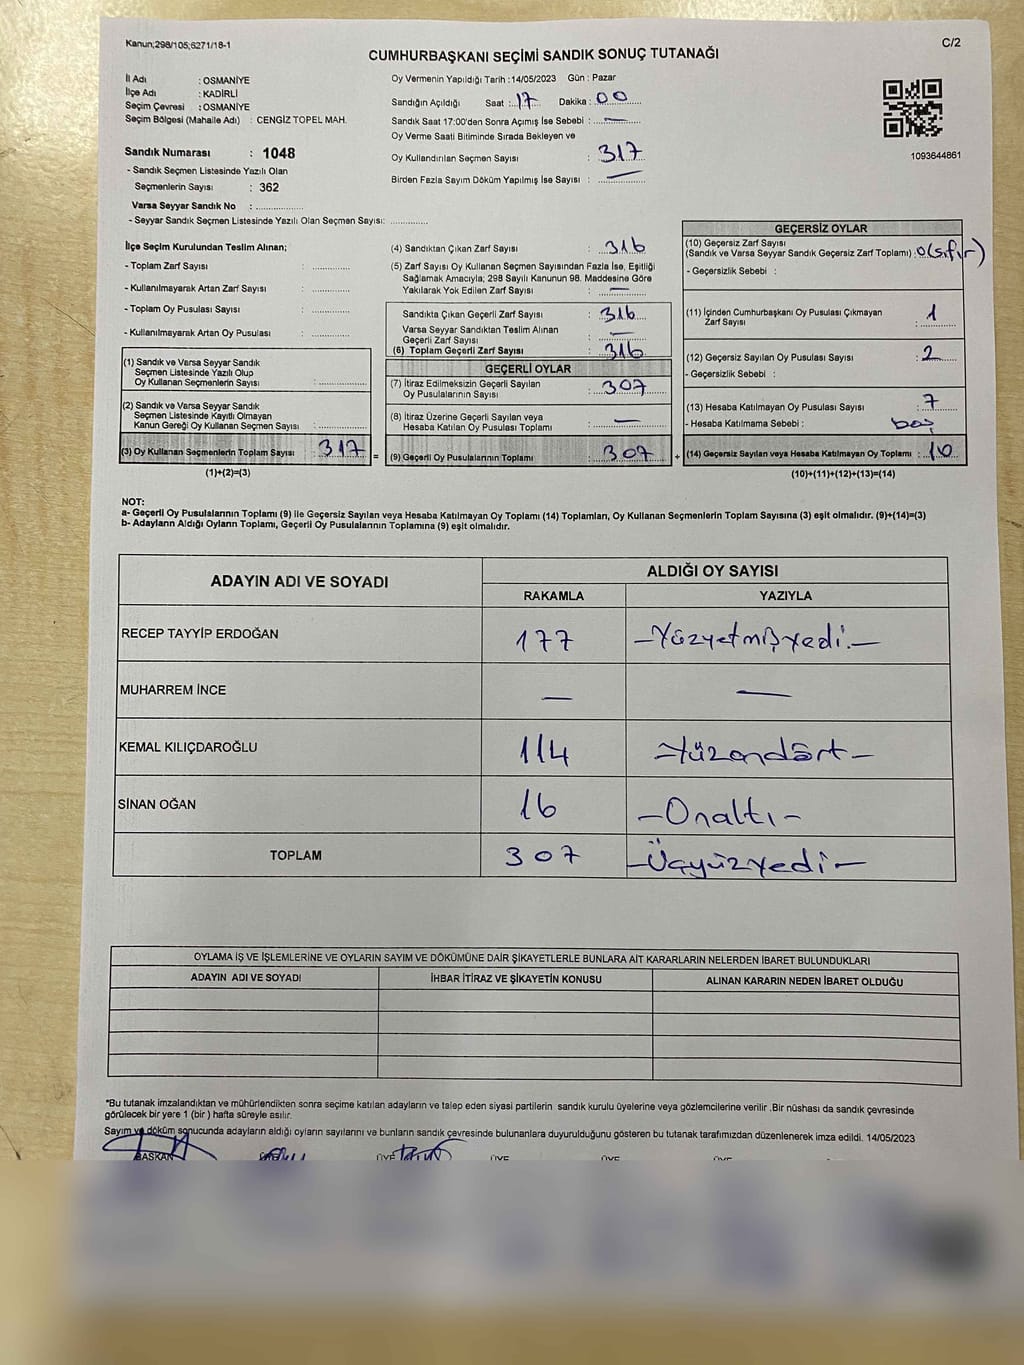 Kanun;298/105;6271/18-1
C/2
CUMHURBAŞKANI SEÇİMİ SANDIK SONUÇ TUTANAĞI
İl Adı : OSMANİYE
İlçe Adı : KADİRLİ
Seçim Çevresi : OSMANİYE
Seçim Bölgesi (Mahalle Adı) : CENGİZ TOPEL MAH.
Sandık Numarası : 1048
- Sandık Seçmen Listesinde Yazılı Olan
Seçmenlerin Sayısı : 362
Varsa Seyyar Sandık No : ................
- Seyyar Sandık Seçmen Listesinde Yazılı Olan Seçmen Sayısı: .............
Oy Vermenin Yapıldığı Tarih :14/05/2023 Gün : Pazar
Sandığın Açıldığı Saat : 17 Dakika : 00
Sandık Saat 17:00'den Sonra Açımış İse Sebebi : —
Oy Verme Saati Bitiminde Sırada Bekleyen ve
Oy Kullandırılan Seçmen Sayısı : 317
Birden Fazla Sayım Döküm Yapılmış İse Sayısı : —
1093644861
İlçe Seçim Kurulundan Teslim Alınan;
- Toplam Zarf Sayısı : .............
- Kullanılmayarak Artan Zarf Sayısı : .............
- Toplam Oy Pusulası Sayısı : .............
- Kullanılmayarak Artan Oy Pusulası : .............
(1) Sandık ve Varsa Seyyar Sandık
Seçmen Listesinde Yazılı Olup
Oy Kullanan Seçmenlerin Sayısı : .............
(2) Sandık ve Varsa Seyyar Sandık
Seçmen Listesinde Kayıtlı Olmayan
Kanun Gereği Oy Kullanan Seçmen Sayısı : .............
(3) Oy Kullanan Seçmenlerin Toplam Sayısı : 317 =
(1)+(2)=(3)
(4) Sandıktan Çıkan Zarf Sayısı : 316
(5) Zarf Sayısı Oy Kullanan Seçmen Sayısından Fazla İse, Eşitliği
Sağlamak Amacıyla; 298 Sayılı Kanunun 98. Maddesine Göre
Yakılarak Yok Edilen Zarf Sayısı : —
Sandıkta Çıkan Geçerli Zarf Sayısı : 316
Varsa Seyyar Sandıktan Teslim Alınan
Geçerli Zarf Sayısı : —
(6) Toplam Geçerli Zarf Sayısı : 316
GEÇERLİ OYLAR
(7) İtiraz Edilmeksizin Geçerli Sayılan
Oy Pusulalarının Sayısı : 307
(8) İtiraz Üzerine Geçerli Sayılan veya
Hesaba Katılan Oy Pusulaları Toplamı : —
(9) Geçerli Oy Pusulalarının Toplamı : 307 +
GEÇERSİZ OYLAR
(10) Geçersiz Zarf Sayısı
(Sandık ve Varsa Seyyar Sandık Geçersiz Zarf Toplamı) : 0(sıfır)
- Geçersizlik Sebebi :
(11) İçinden Cumhurbaşkanı Oy Pusulası Çıkmayan
Zarf Sayısı : 1
(12) Geçersiz Sayılan Oy Pusulası Sayısı : 2
- Geçersizlik Sebebi :
(13) Hesaba Katılmayan Oy Pusulası Sayısı : 7
- Hesaba Katılmama Sebebi : boş
(14) Geçersiz Sayılan veya Hesaba Katılmayan Oy Toplamı : 10
(10)+(11)+(12)+(13)=(14)
NOT:
a- Geçerli Oy Pusulalarının Toplamı (9) ile Geçersiz Sayılan veya Hesaba Katılmayan Oy Toplamı (14) Toplamları, Oy Kullanan Seçmenlerin Toplam Sayısına (3) eşit olmalıdır. (9)+(14)=(3)
b- Adayların Aldığı Oyların Toplamı, Geçerli Oy Pusulalarının Toplamına (9) eşit olmalıdır.
ADAYIN ADI VE SOYADI
ALDIĞI OY SAYISI
RAKAMLA YAZIYLA
RECEP TAYYİP ERDOĞAN 177 -Yüzyetmişyedi.-
MUHARREM İNCE — —
KEMAL KILIÇDAROĞLU 114 -Yüzondört-
SİNAN OĞAN 16 -Onaltı-
TOPLAM 307 -Üçyüzyedi-
OYLAMA İŞ VE İŞLEMLERİNE VE OYLARIN SAYIM VE DÖKÜMÜNE DAİR ŞİKAYETLERLE BUNLARA AİT KARARLARIN NELERDEN İBARET BULUNDUKLARI
ADAYIN ADI VE SOYADI İHBAR İTİRAZ VE ŞİKAYETİN KONUSU ALINAN KARARIN NEDEN İBARET OLDUĞU
*Bu tutanak imzalandıktan ve mühürlendikten sonra seçime katılan adayların ve talep eden siyasi partilerin sandık kurulu üyelerine veya gözlemcilerine verilir .Bir nüshası da sandık çevresinde
görülecek bir yere 1 (bir ) hafta süreyle asılır.
Sayım ve döküm sonucunda adayların aldığı oyların sayılarını ve bunların sandık çevresinde bulunanlara duyurulduğunu gösteren bu tutanak tarafımızdan düzenlenerek imza edildi. 14/05/2023
BAŞKAN ÜYE ÜYE ÜYE